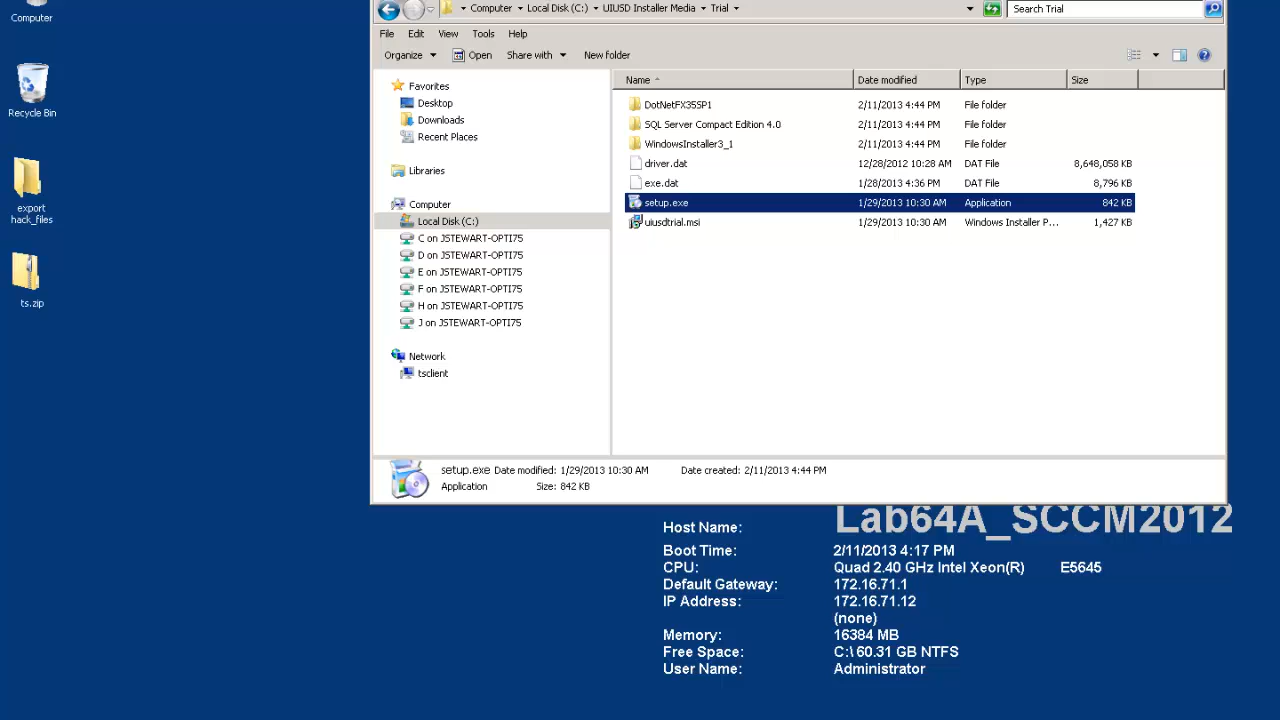 Computer
Recycle Bin
export
hack_files
ts.zip
Computer Local Disk (C:) UIUSD Installer Media Trial
Search Trial
File Edit View Tools Help
Organize Open Share with New folder
Favorites
Desktop
Downloads
Recent Places
Libraries
Computer
Local Disk (C:)
C on JSTEWART-OPTI75
D on JSTEWART-OPTI75
E on JSTEWART-OPTI75
F on JSTEWART-OPTI75
H on JSTEWART-OPTI75
J on JSTEWART-OPTI75
Network
tsclient
Name Date modified Type Size
DotNetFX35SP1 2/11/2013 4:44 PM File folder
SQL Server Compact Edition 4.0 2/11/2013 4:44 PM File folder
WindowsInstaller3_1 2/11/2013 4:44 PM File folder
driver.dat 12/28/2012 10:28 AM DAT File 8,648,058 KB
exe.dat 1/28/2013 4:36 PM DAT File 8,796 KB
setup.exe 1/29/2013 10:30 AM Application 842 KB
uiusdtrial.msi 1/29/2013 10:30 AM Windows Installer P... 1,427 KB
setup.exe Date modified: 1/29/2013 10:30 AM Date created: 2/11/2013 4:44 PM
Application Size: 842 KB
Host Name: Lab64A_SCCM2012
Boot Time: 2/11/2013 4:17 PM
CPU: Quad 2.40 GHz Intel Xeon(R) E5645
Default Gateway: 172.16.71.1
IP Address: 172.16.71.12
(none)
Memory: 16384 MB
Free Space: C:\ 60.31 GB NTFS
User Name: Administrator